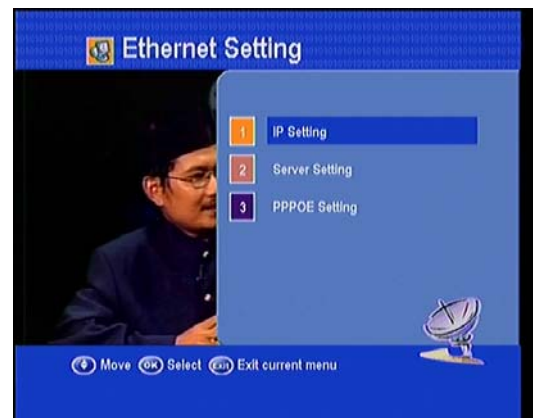 Ethernet Setting
1 IP Setting
2 Server Setting
3 PPPOE Setting
Move OK Select Exit Exit current menu